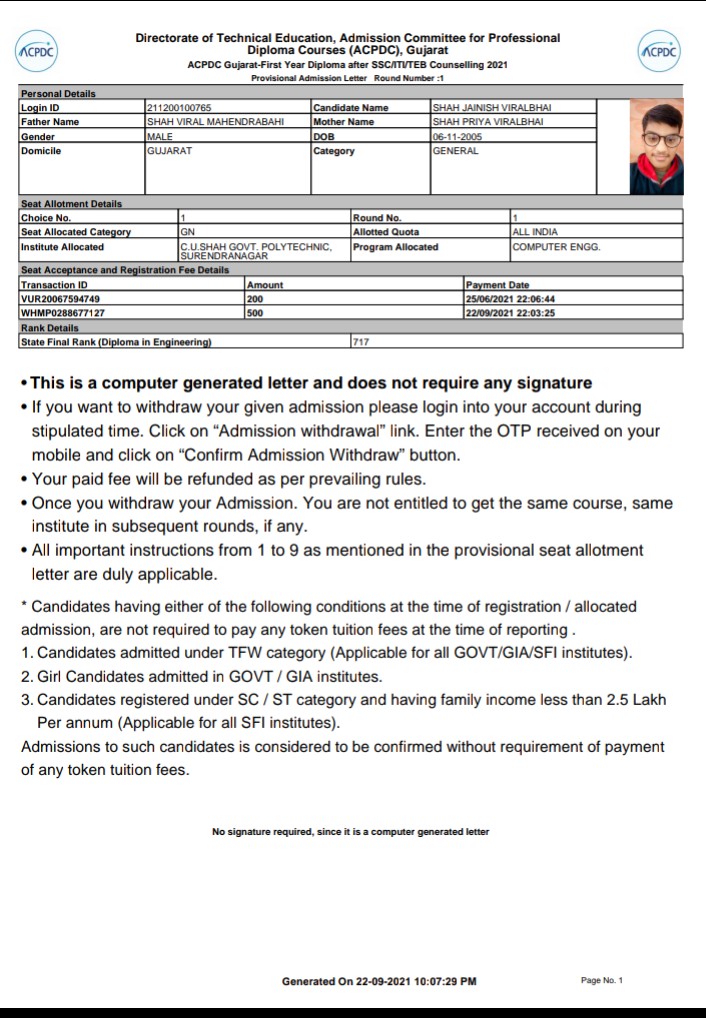 ACPDC
Directorate of Technical Education, Admission Committee for Professional
Diploma Courses (ACPDC), Gujarat
ACPDC Gujarat-First Year Diploma after SSC/ITI/TEB Counselling 2021
Provisional Admission Letter Round Number :1
ACPDC
Personal Details
Login ID 211200100765 Candidate Name SHAH JAINISH VIRALBHAI
Father Name SHAH VIRAL MAHENDRABAHI Mother Name SHAH PRIYA VIRALBHAI
Gender MALE DOB 06-11-2005
Domicile GUJARAT Category GENERAL
Seat Allotment Details
Choice No. 1 Round No. 1
Seat Allocated Category GN Allotted Quota ALL INDIA
Institute Allocated C.U.SHAH GOVT. POLYTECHNIC, Program Allocated COMPUTER ENGG.
SURENDRANAGAR
Seat Acceptance and Registration Fee Details
Transaction ID Amount Payment Date
VUR20067594749 200 25/06/2021 22:06:44
WHMP0288677127 500 22/09/2021 22:03:25
Rank Details
State Final Rank (Diploma in Engineering) 717
• This is a computer generated letter and does not require any signature
• If you want to withdraw your given admission please login into your account during
stipulated time. Click on “Admission withdrawal” link. Enter the OTP received on your
mobile and click on “Confirm Admission Withdraw” button.
• Your paid fee will be refunded as per prevailing rules.
• Once you withdraw your Admission. You are not entitled to get the same course, same
institute in subsequent rounds, if any.
• All important instructions from 1 to 9 as mentioned in the provisional seat allotment
letter are duly applicable.
* Candidates having either of the following conditions at the time of registration / allocated
admission, are not required to pay any token tuition fees at the time of reporting .
1. Candidates admitted under TFW category (Applicable for all GOVT/GIA/SFI institutes).
2. Girl Candidates admitted in GOVT / GIA institutes.
3. Candidates registered under SC / ST category and having family income less than 2.5 Lakh
Per annum (Applicable for all SFI institutes).
Admissions to such candidates is considered to be confirmed without requirement of payment
of any token tuition fees.
No signature required, since it is a computer generated letter
Generated On 22-09-2021 10:07:29 PM Page No. 1